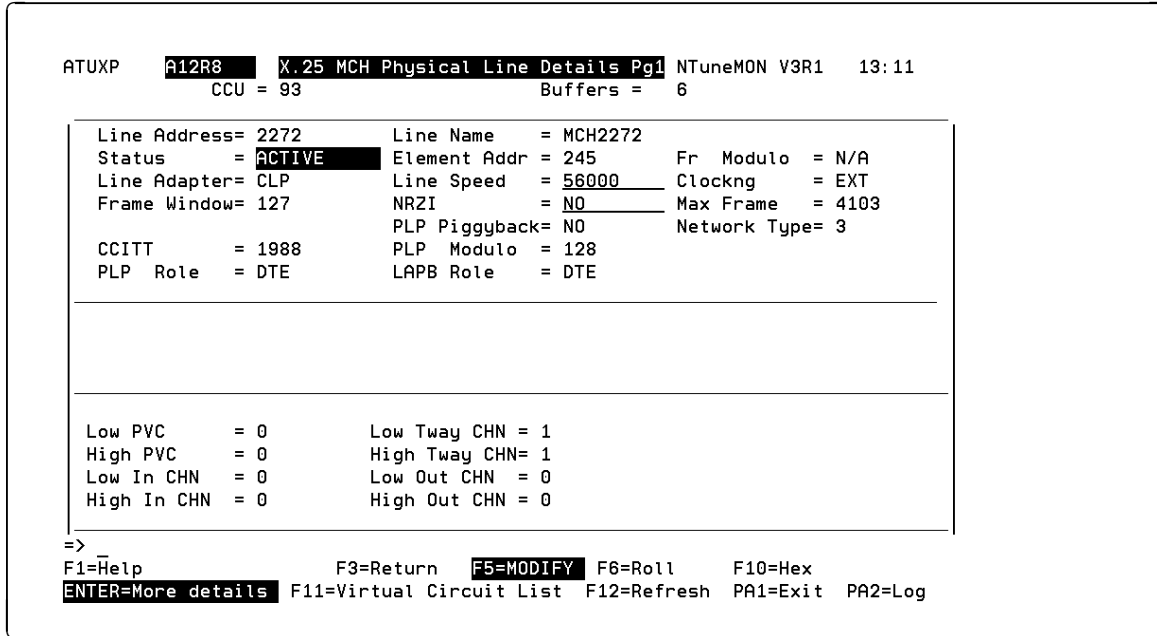 ATUXP A12R8 X.25 MCH Physical Line Details Pg1 NTuneMON V3R1 13:11
CCU = 93 Buffers = 6
Line Address= 2272 Line Name = MCH2272
Status = ACTIVE Element Addr = 245 Fr Modulo = N/A
Line Adapter= CLP Line Speed = 56000 Clockng = EXT
Frame Window= 127 NRZI = NO Max Frame = 4103
PLP Piggyback= NO Network Type= 3
CCITT = 1988 PLP Modulo = 128
PLP Role = DTE LAPB Role = DTE
Low PVC = 0 Low Tway CHN = 1
High PVC = 0 High Tway CHN= 1
Low In CHN = 0 Low Out CHN = 0
High In CHN = 0 High Out CHN = 0
=> _
F1=Help F3=Return F5=MODIFY F6=Roll F10=Hex
ENTER=More details F11=Virtual Circuit List F12=Refresh PA1=Exit PA2=Log